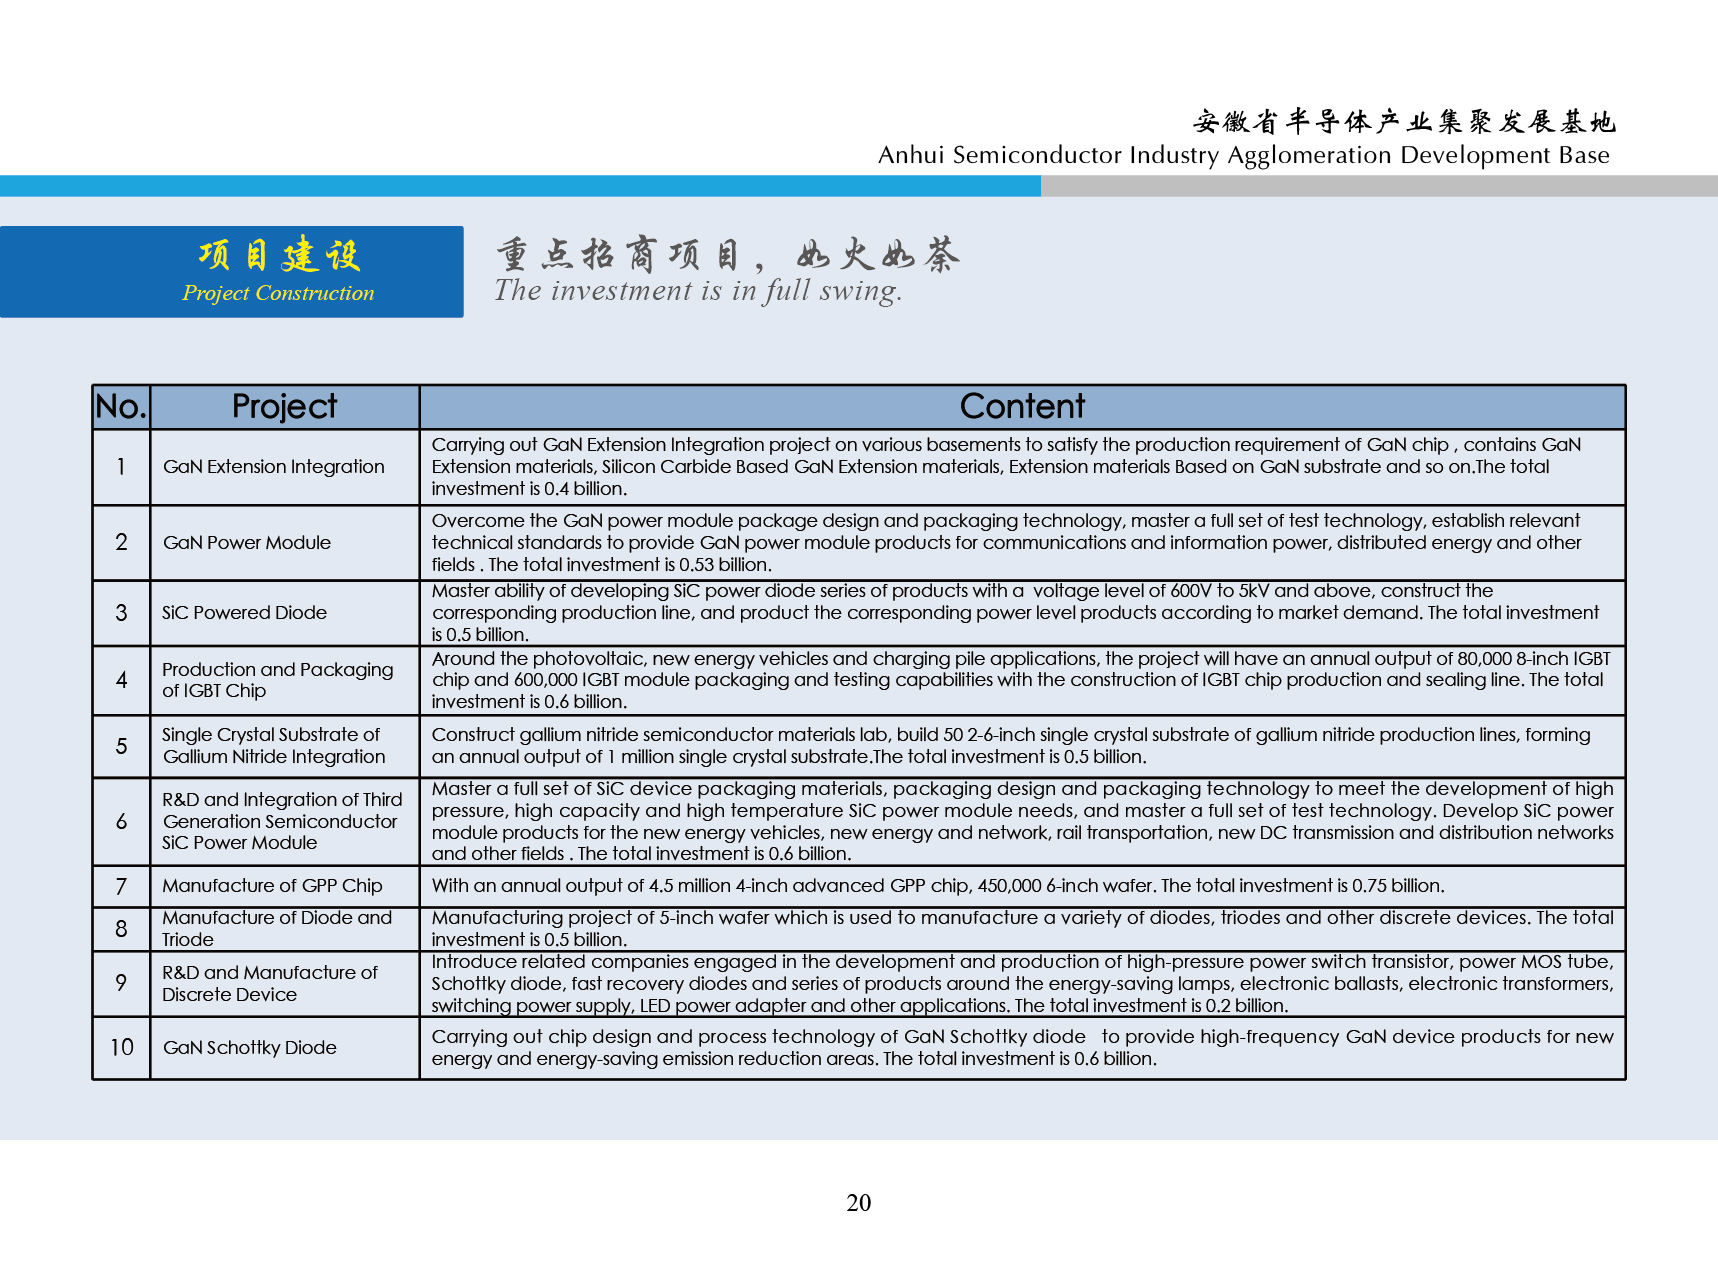 安徽省半导体产业集聚发展基地
Anhui Semiconductor Industry Agglomeration Development Base
项目建设
Project Construction
重点招商项目，如火如荼
The investment is in full swing.
No.
Project
Content
1
GaN Extension Integration
Carrying out GaN Extension Integration project on various basements to satisfy the production requirement of GaN chip , contains GaN
Extension materials, Silicon Carbide Based GaN Extension materials, Extension materials Based on GaN substrate and so on.The total
investment is 0.4 billion.
2
GaN Power Module
Overcome the GaN power module package design and packaging technology, master a full set of test technology, establish relevant
technical standards to provide GaN power module products for communications and information power, distributed energy and other
fields . The total investment is 0.53 billion.
3
SiC Powered Diode
Master ability of developing SiC power diode series of products with a  voltage level of 600V to 5kV and above, construct the
corresponding production line, and product the corresponding power level products according to market demand. The total investment
is 0.5 billion.
4
Production and Packaging
of IGBT Chip
Around the photovoltaic, new energy vehicles and charging pile applications, the project will have an annual output of 80,000 8-inch IGBT
chip and 600,000 IGBT module packaging and testing capabilities with the construction of IGBT chip production and sealing line. The total
investment is 0.6 billion.
5
Single Crystal Substrate of
Gallium Nitride Integration
Construct gallium nitride semiconductor materials lab, build 50 2-6-inch single crystal substrate of gallium nitride production lines, forming
an annual output of 1 million single crystal substrate.The total investment is 0.5 billion.
6
R&D and Integration of Third
Generation Semiconductor
SiC Power Module
Master a full set of SiC device packaging materials, packaging design and packaging technology to meet the development of high
pressure, high capacity and high temperature SiC power module needs, and master a full set of test technology. Develop SiC power
module products for the new energy vehicles, new energy and network, rail transportation, new DC transmission and distribution networks
and other fields . The total investment is 0.6 billion.
7
Manufacture of GPP Chip
With an annual output of 4.5 million 4-inch advanced GPP chip, 450,000 6-inch wafer. The total investment is 0.75 billion.
8
Manufacture of Diode and
Triode
Manufacturing project of 5-inch wafer which is used to manufacture a variety of diodes, triodes and other discrete devices. The total
investment is 0.5 billion.
9
R&D and Manufacture of
Discrete Device
Introduce related companies engaged in the development and production of high-pressure power switch transistor, power MOS tube,
Schottky diode, fast recovery diodes and series of products around the energy-saving lamps, electronic ballasts, electronic transformers,
switching power supply, LED power adapter and other applications. The total investment is 0.2 billion.
10
GaN Schottky Diode
Carrying out chip design and process technology of GaN Schottky diode   to provide high-frequency GaN device products for new
energy and energy-saving emission reduction areas. The total investment is 0.6 billion.
20